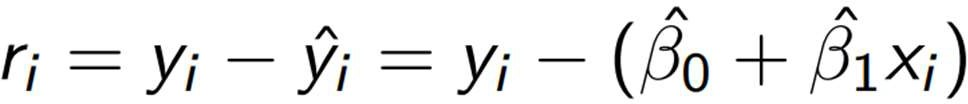 rᵢ = yᵢ − ŷᵢ = yᵢ − (β̂₀ + β̂₁xᵢ)